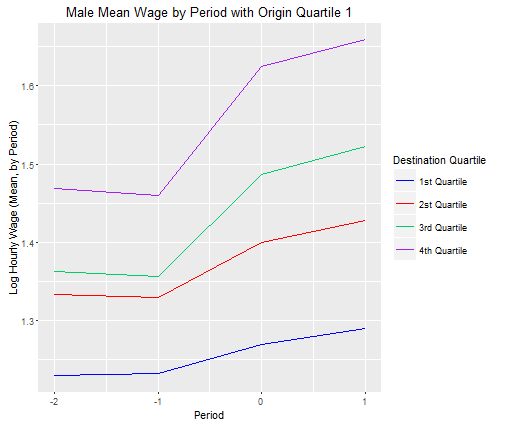 Male Mean Wage by Period with Origin Quartile 1
Log Hourly Wage (Mean, by Period)
1.6
1.5
1.4
1.3
-2
-1
0
1
Period
Destination Quartile
1st Quartile
2st Quartile
3rd Quartile
4th Quartile